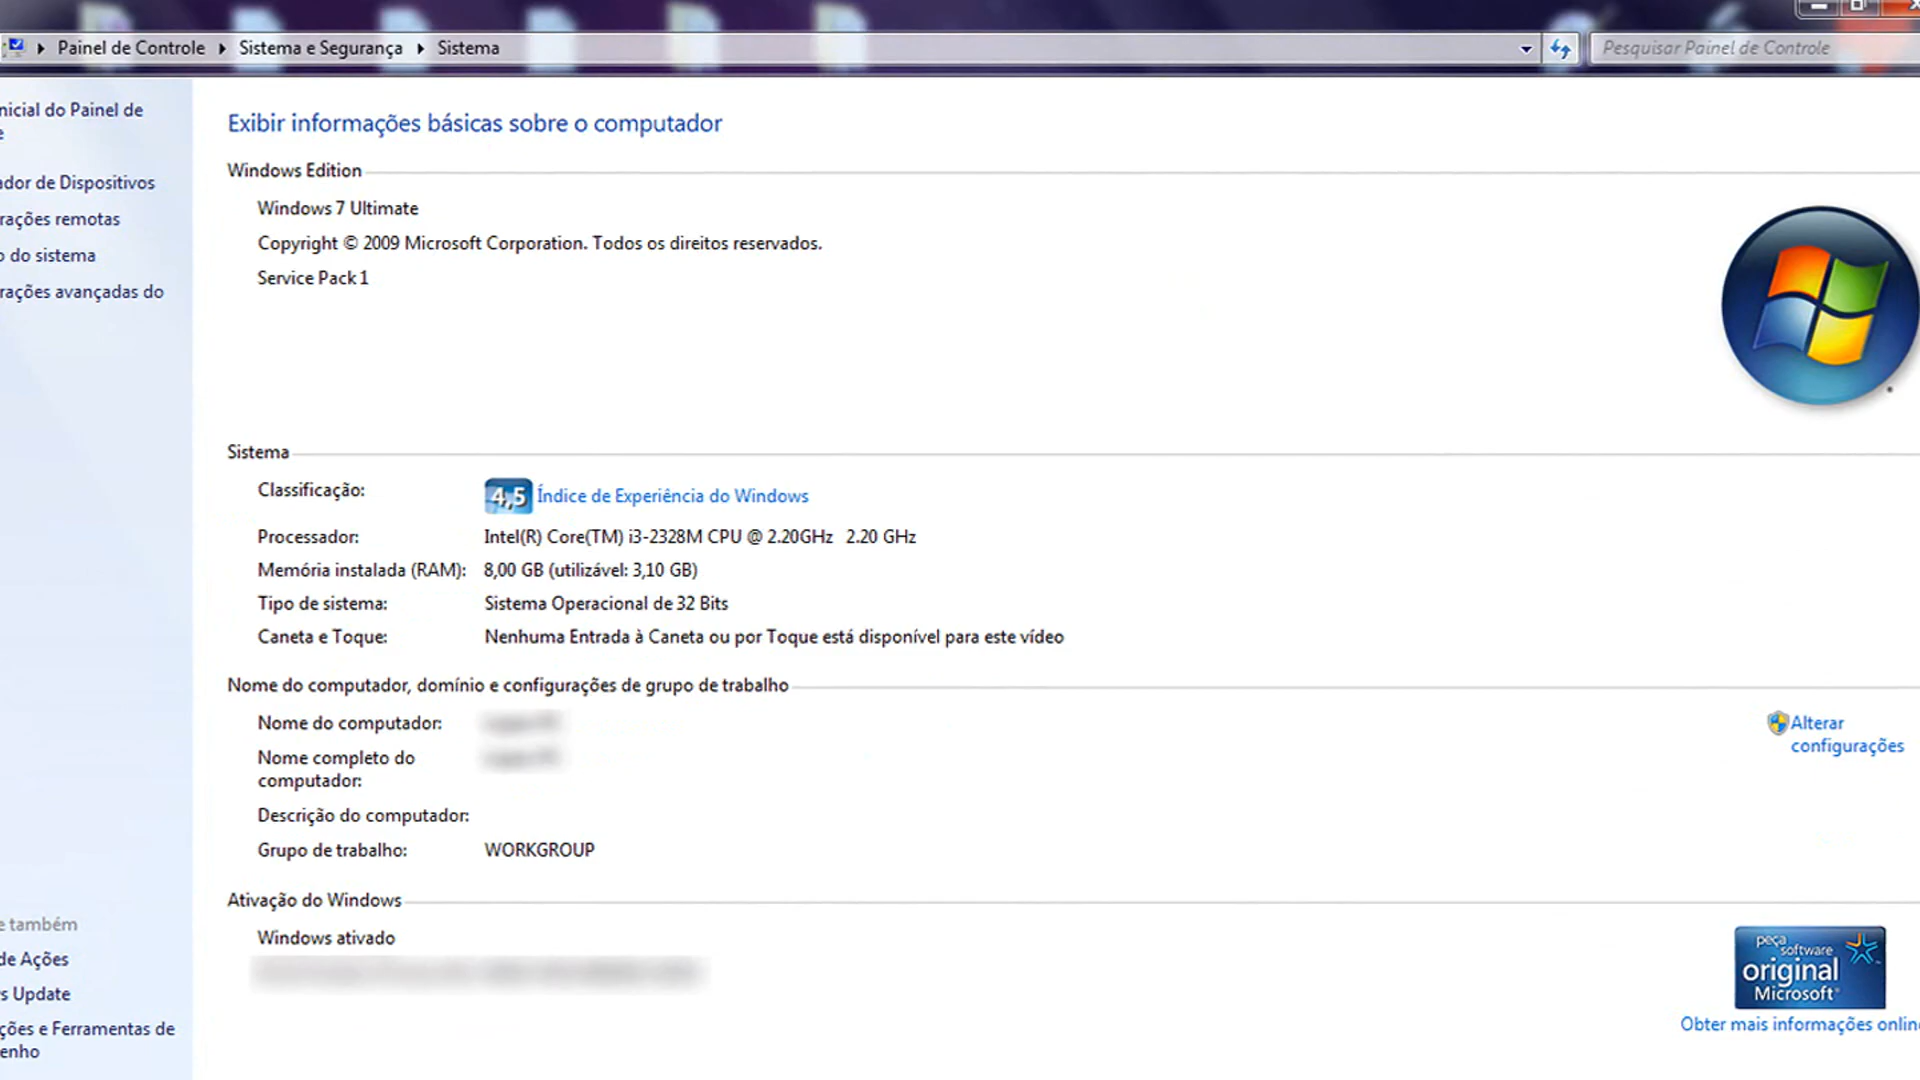 Painel de Controle Sistema e Segurança Sistema
Pesquisar Painel de Controle
nicial do Painel de
e
ador de Dispositivos
rações remotas
o do sistema
rações avançadas do
Exibir informações básicas sobre o computador
Windows Edition
Windows 7 Ultimate
Copyright © 2009 Microsoft Corporation. Todos os direitos reservados.
Service Pack 1
Sistema
Classificação: 4,5 Índice de Experiência do Windows
Processador: Intel(R) Core(TM) i3-2328M CPU @ 2.20GHz 2.20 GHz
Memória instalada (RAM): 8,00 GB (utilizável: 3,10 GB)
Tipo de sistema: Sistema Operacional de 32 Bits
Caneta e Toque: Nenhuma Entrada à Caneta ou por Toque está disponível para este vídeo
Nome do computador, domínio e configurações de grupo de trabalho
Nome do computador:
Nome completo do
computador:
Descrição do computador:
Grupo de trabalho: WORKGROUP
Alterar
configurações
Ativação do Windows
Windows ativado
peça
software
original
Microsoft®
Obter mais informações onlin
e também
de Ações
s Update
ções e Ferramentas de
enho